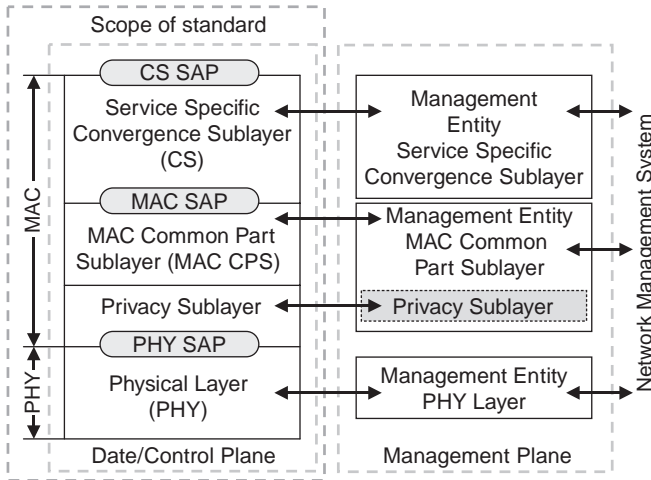 Scope of standard
CS SAP
Service Specific
Convergence Sublayer
(CS)
MAC SAP
MAC Common Part
Sublayer (MAC CPS)
Privacy Sublayer
PHY SAP
Physical Layer
(PHY)
Date/Control Plane
MAC
PHY
Management
Entity
Service Specific
Convergence Sublayer
Management Entity
MAC Common
Part Sublayer
Privacy Sublayer
Management Entity
PHY Layer
Management Plane
Network Management System